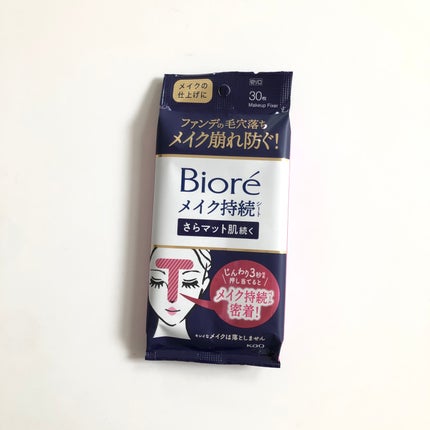 メイクの
仕上げに
30枚
Makeup Fixer
ファンデの毛穴落ち
メイク崩れ防ぐ!
Bioré
メイク持続シート
さらマット肌続く
じんわり3秒
押し当てると
メイク持続
密着!
キレイなメイクは落としません
Kao